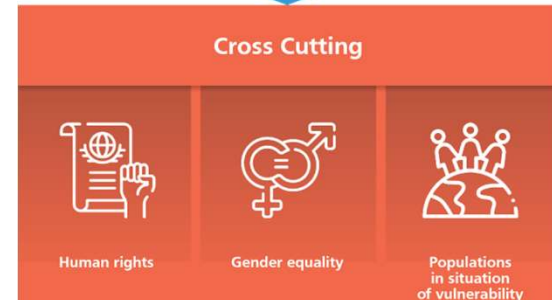 Cross Cutting
Human rights
Gender equality
Populations
in situation
of vulnerability